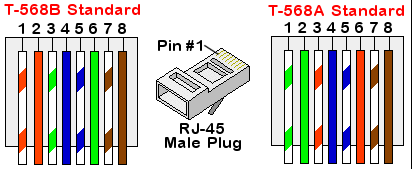 T-568B Standard
1 2 3 4 5 6 7 8
Pin #1
RJ-45
Male Plug
T-568A Standard
1 2 3 4 5 6 7 8